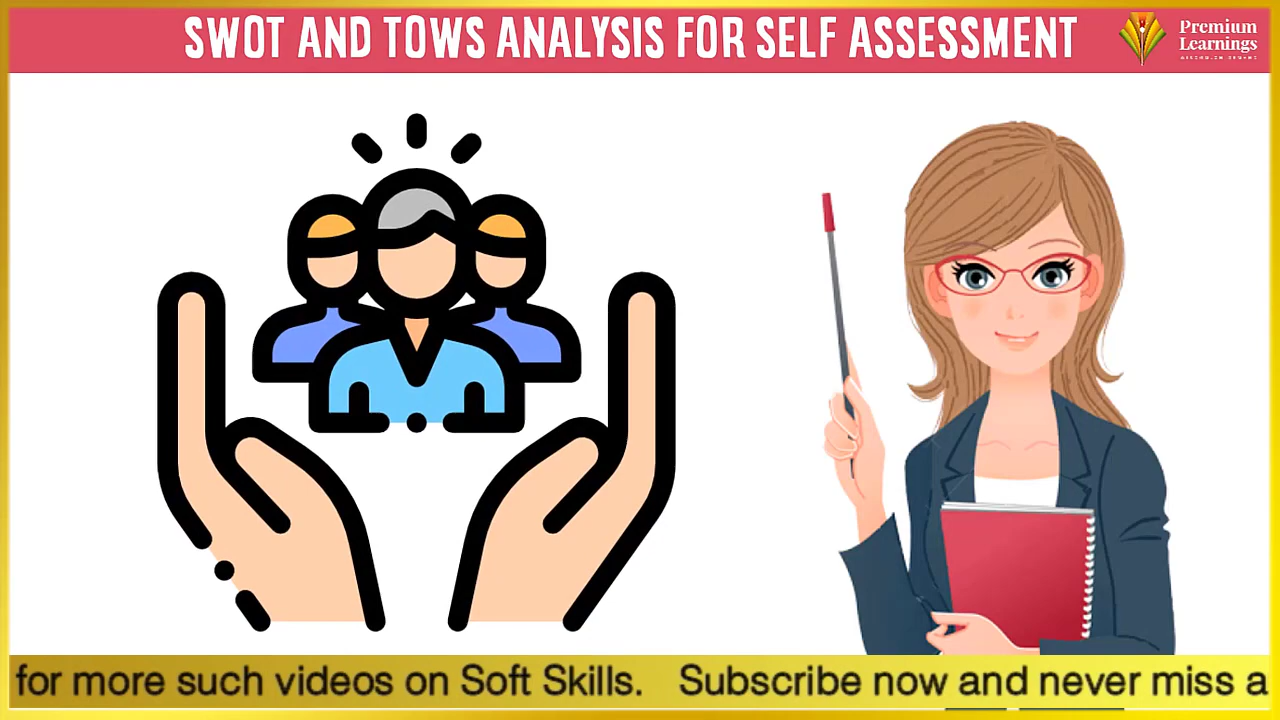 SWOT AND TOWS ANALYSIS FOR SELF ASSESSMENT
Premium
Learnings
for more such videos on Soft Skills. Subscribe now and never miss a